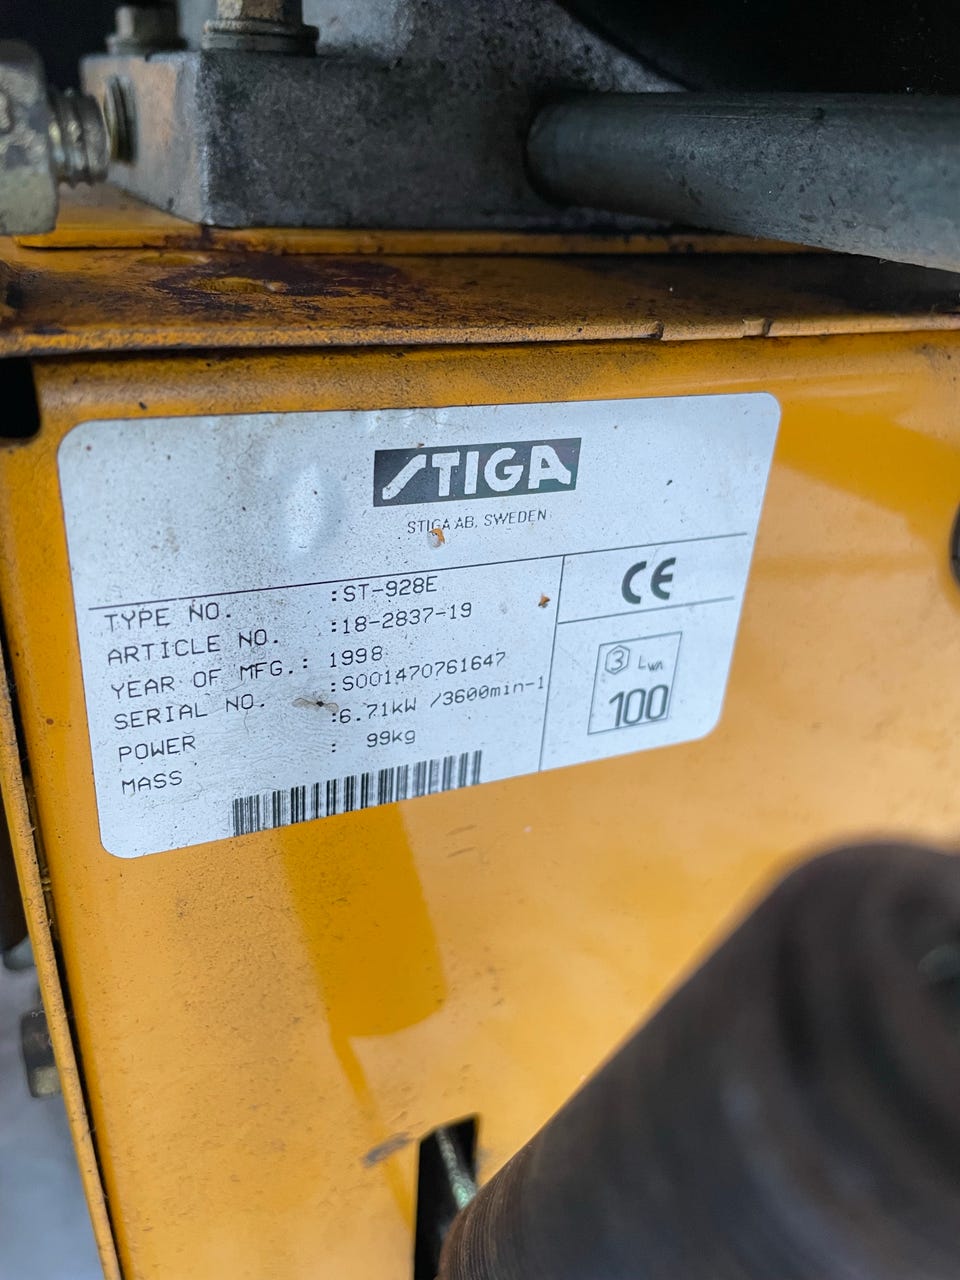 STIGA
STIGA AB, SWEDEN
TYPE NO. :ST-928E
ARTICLE NO. :18-2837-19
YEAR OF MFG.: 1998
SERIAL NO. :S001470761647
POWER :6.71kW /3600min-1
MASS : 99kg
CE
3 LWA
100